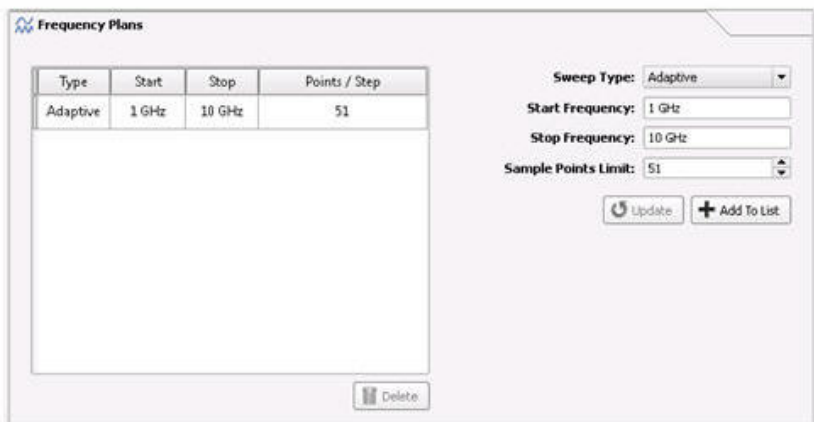 Frequency Plans
Type Start Stop Points / Step
Adaptive 1 GHz 10 GHz 51
Delete
Sweep Type: Adaptive
Start Frequency: 1 GHz
Stop Frequency: 10 GHz
Sample Points Limit: 51
Update Add To List